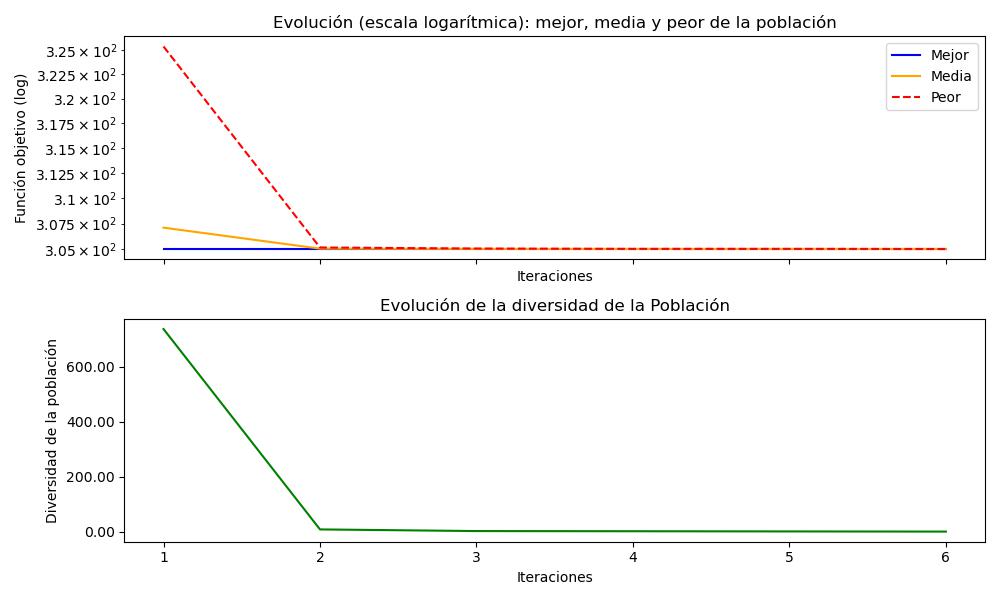 Evolución (escala logarítmica): mejor, media y peor de la población
Función objetivo (log)
3.25 × 10²
3.225 × 10²
3.2 × 10²
3.175 × 10²
3.15 × 10²
3.125 × 10²
3.1 × 10²
3.075 × 10²
3.05 × 10²
Mejor
Media
Peor
Iteraciones
Evolución de la diversidad de la Población
Diversidad de la población
600.00
400.00
200.00
0.00
1 2 3 4 5 6
Iteraciones